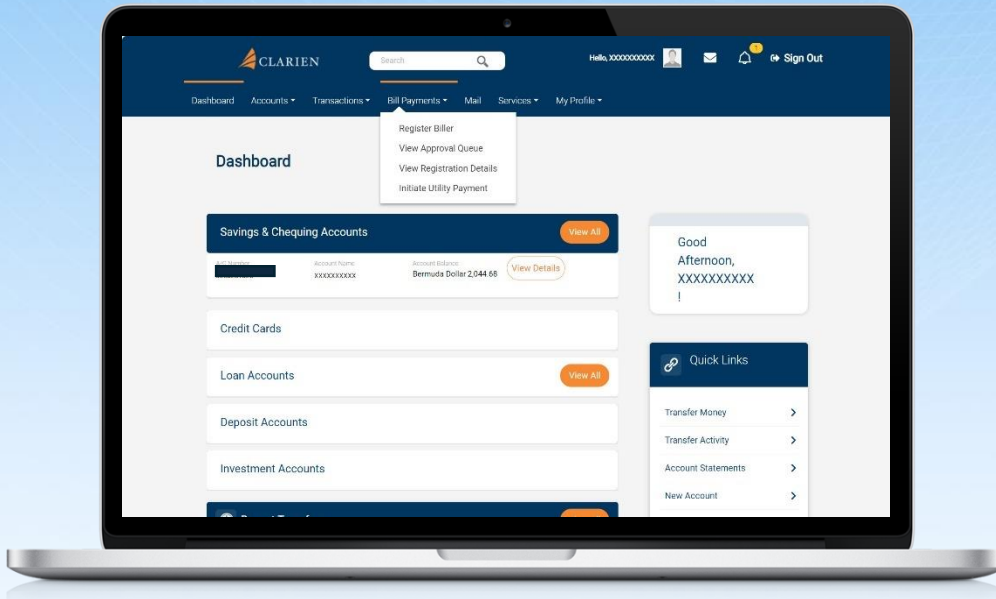 CLARIEN
Search
Hello, XXXXXXXXXX
1
Sign Out
Dashboard
Accounts
Transactions
Bill Payments
Mail
Services
My Profile
Register Biller
View Approval Queue
View Registration Details
Initiate Utility Payment
Dashboard
Savings & Chequing Accounts
View All
Account Name
Account Balance
XXXXXXXXXX
Bermuda Dollar 2,044.68
View Details
Credit Cards
Loan Accounts
View All
Deposit Accounts
Investment Accounts
Good
Afternoon,
XXXXXXXXXX
!
Quick Links
Transfer Money
Transfer Activity
Account Statements
New Account